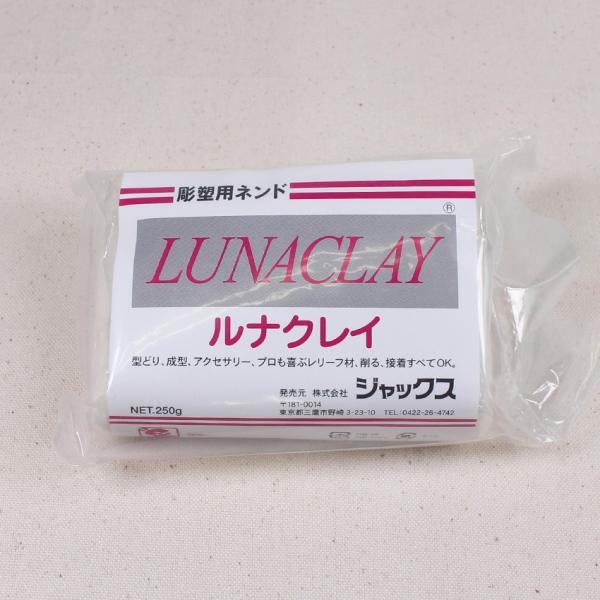 彫塑用ネンド
LUNACLAY ®
ルナクレイ
型どり、成型、アクセサリー、プロも喜ぶレリーフ材、削る、接着すべてOK。
発売元 株式会社 ジャックス
〒181-0014
東京都三鷹市野崎3-23-10 TEL:0422-26-4742
NET.250g